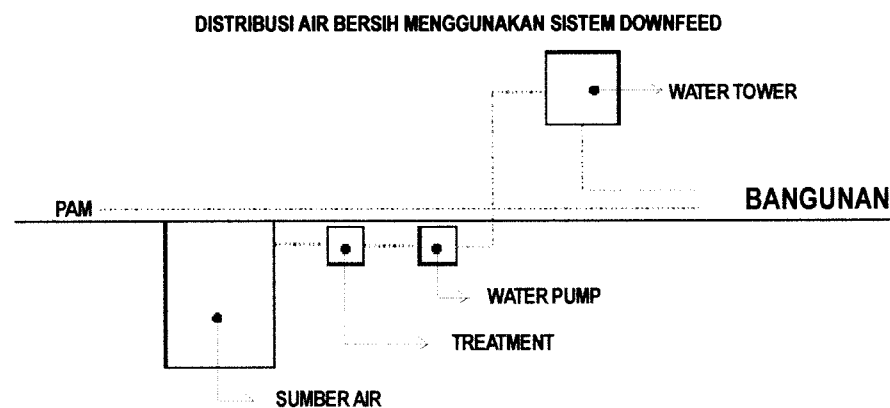 DISTRIBUSI AIR BERSIH MENGGUNAKAN SISTEM DOWNFEED
WATER TOWER
PAM
BANGUNAN
WATER PUMP
TREATMENT
SUMBER AIR